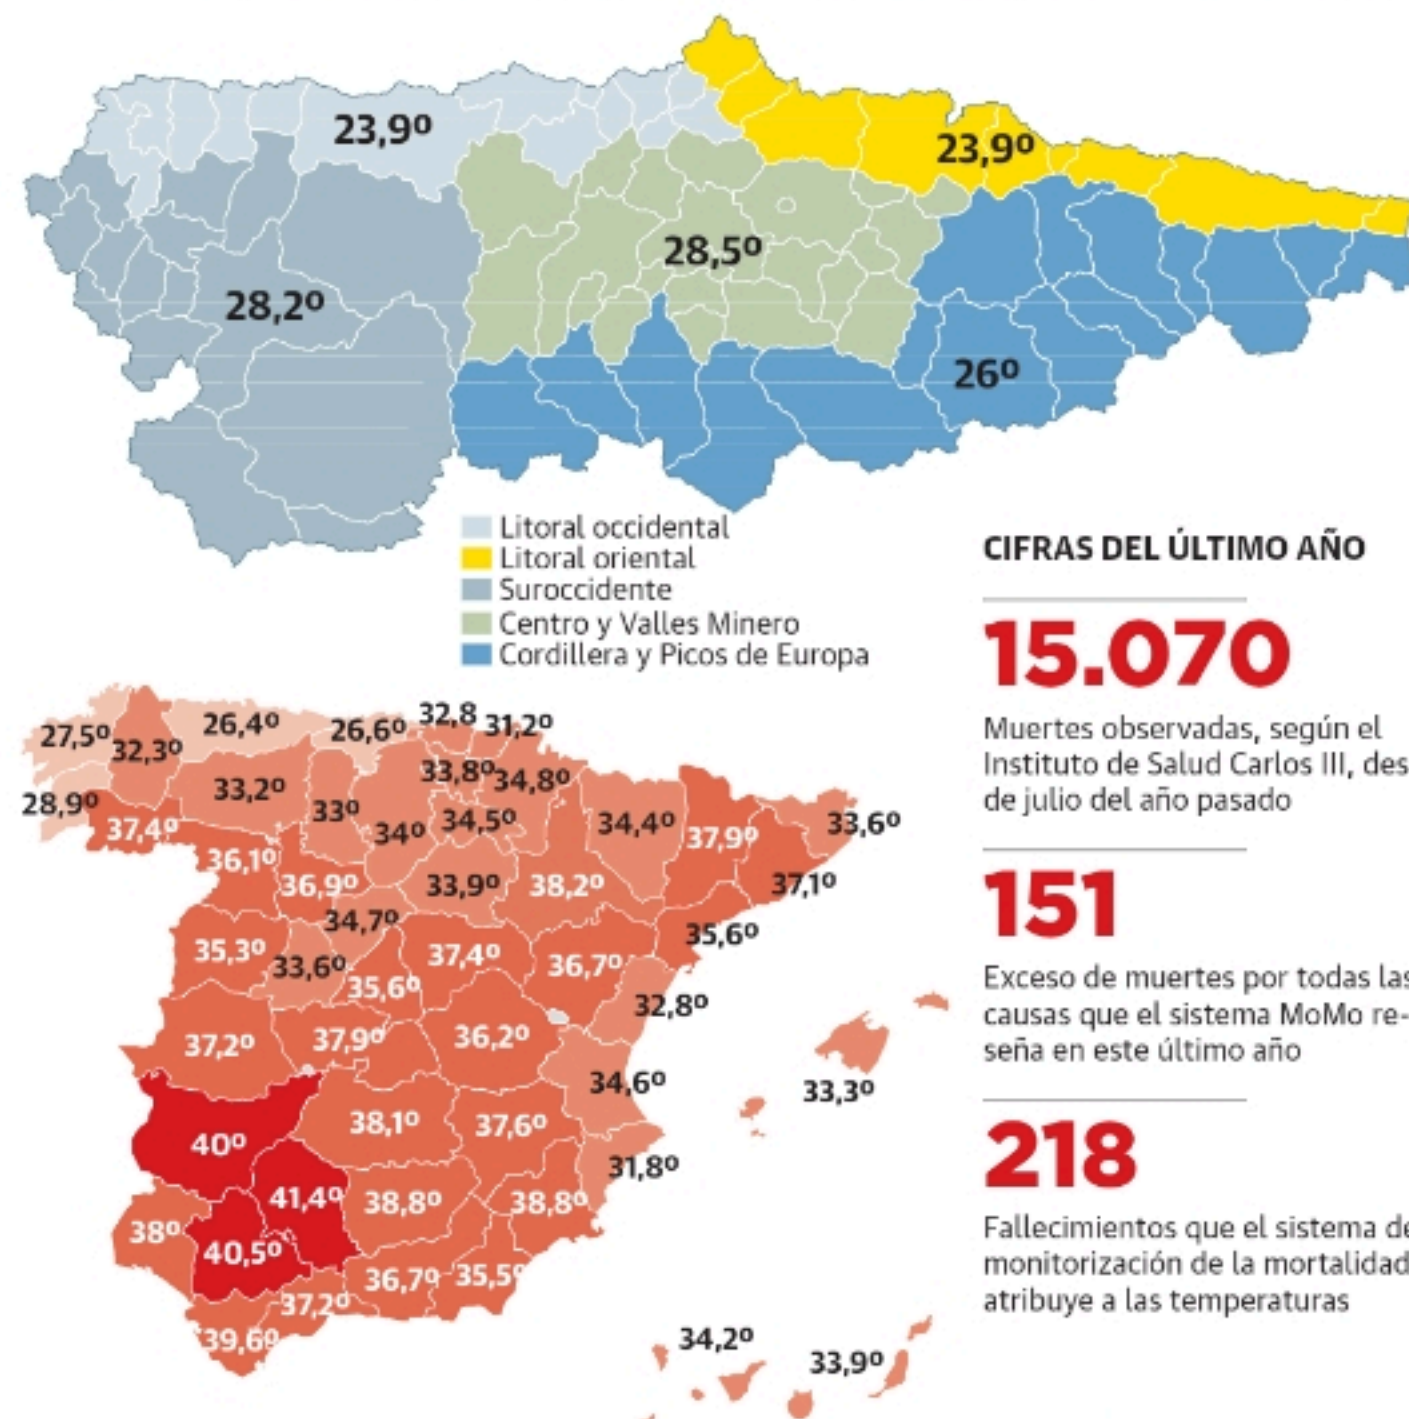 23,9º
23,9º
28,5º
28,2º
26º
Litoral occidental
Litoral oriental
Suroccidente
Centro y Valles Minero
Cordillera y Picos de Europa
CIFRAS DEL ÚLTIMO AÑO
15.070
Muertes observadas, según el
Instituto de Salud Carlos III, des
de julio del año pasado
151
Exceso de muertes por todas las
causas que el sistema MoMo re-
seña en este último año
218
Fallecimientos que el sistema de
monitorización de la mortalidad
atribuye a las temperaturas
27,5º
32,3º
26,4º
26,6º
32,8
31,2º
28,9º
37,4º
33,2º
33º
34º
33,8º
34,8º
34,5º
34,4º
37,9º
33,6º
36,1º
36,9º
33,9º
38,2º
37,1º
34,7º
35,3º
33,6º
35,6º
37,4º
36,7º
35,6º
32,8º
37,2º
37,9º
36,2º
34,6º
33,3º
40º
38,1º
37,6º
31,8º
41,4º
38,8º
38,8º
38º
40,5º
36,7º
35,5º
37,2º
39,6º
34,2º
33,9º